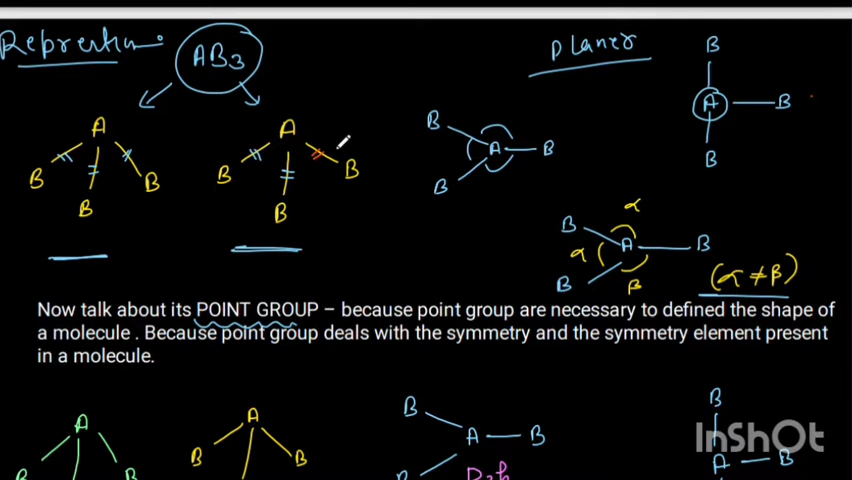 AB3
planer
B
A B
B
A
B B
B
A
B B
B
B
A B
B
α
B
α A B
B
β
(α ≠ β)
Now talk about its POINT GROUP – because point group are necessary to defined the shape of
a molecule . Because point group deals with the symmetry and the symmetry element present
in a molecule.
A
B B
A
B B
B
A B
D3h
B
A B
InShOt